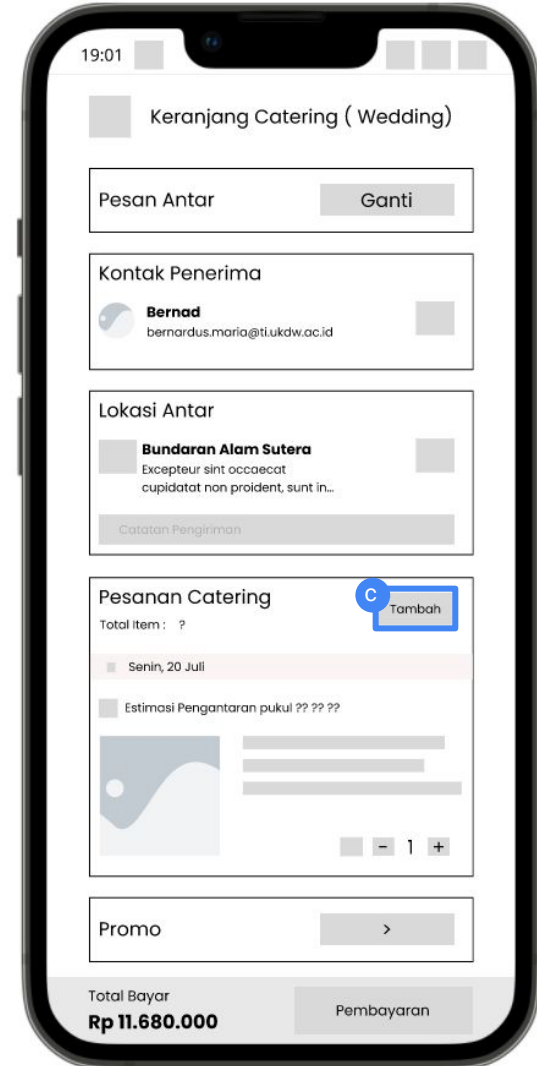 19:01
Keranjang Catering ( Wedding)
Pesan Antar
Ganti
Kontak Penerima
Bernad
bernardus.maria@ti.ukdw.ac.id
Lokasi Antar
Bundaran Alam Sutera
Excepteur sint occaecat
cupidatat non proident, sunt in...
Catatan Pengiriman
Pesanan Catering
C
Tambah
Total Item : ?
Senin, 20 Juli
Estimasi Pengantaran pukul ?? ?? ??
- 1 +
Promo
>
Total Bayar
Rp 11.680.000
Pembayaran